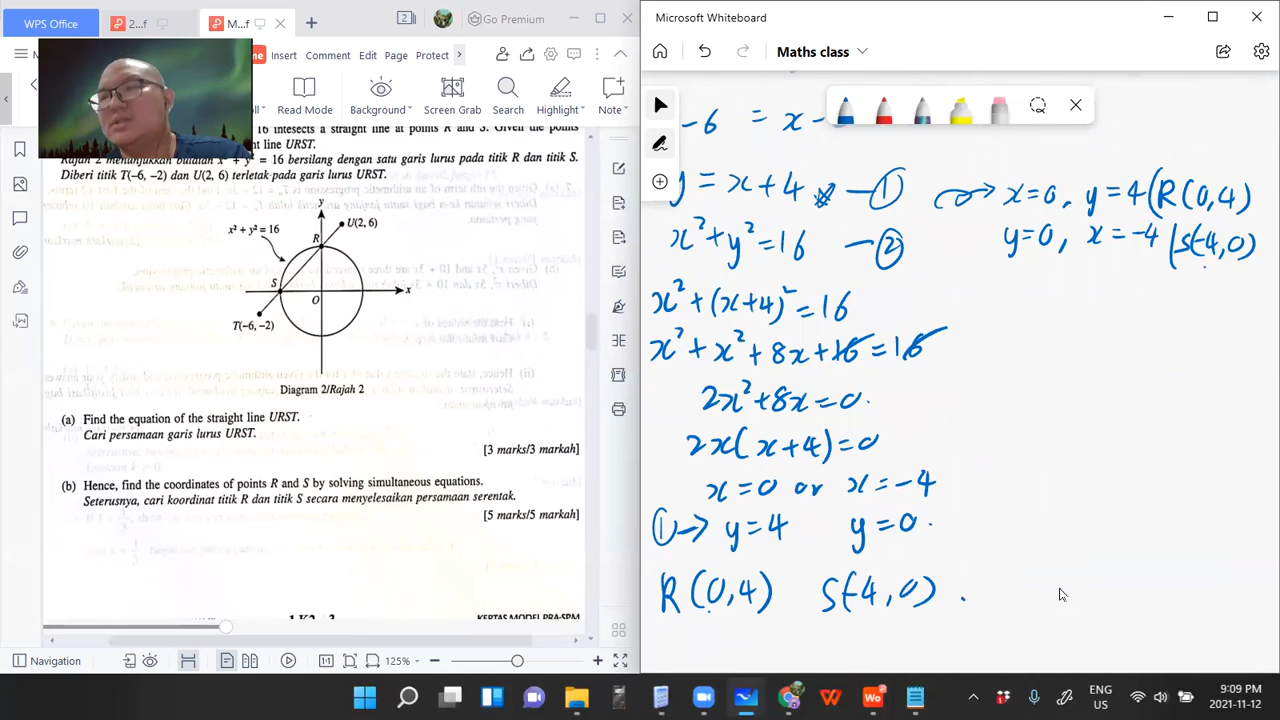 WPS Office
2...f
M...f
2
Go Premium
Insert Comment Edit Page Protect
Read Mode
Background
Screen Grab
Search
Highlight
Note
16 intesects a straight line at points R and S. Given the points
line URST.
Rajah 2 menunjukkan bulatan x² + y² = 16 bersilang dengan satu garis lurus pada titik R dan titik S.
Diberi titik T(−6, −2) dan U(2, 6) terletak pada garis lurus URST.
y
U(2, 6)
x² + y² = 16
R
S
O
x
T(−6, −2)
Diagram 2/Rajah 2
(a) Find the equation of the straight line URST.
Cari persamaan garis lurus URST.
[3 marks/3 markah]
(b) Hence, find the coordinates of points R and S by solving simultaneous equations.
Seterusnya, cari koordinat titik R dan titik S secara menyelesaikan persamaan serentak.
[5 marks/5 markah]
KERTAS MODEL PRA-SPM
Navigation
125%
Microsoft Whiteboard
Maths class
-6 = x-
y = x+4 — ①
x² + y² = 16 — ②
x=0, y=4 (R(0,4)
y=0, x=-4 |S(-4,0)
x² + (x+4)² = 16
x² + x² + 8x + 16 = 16
2x² + 8x = 0.
2x(x+4) = 0
x = 0 or x = -4
①→ y = 4 y = 0.
R(0,4) S(-4,0) .
ENG
US
9:09 PM
2021-11-12